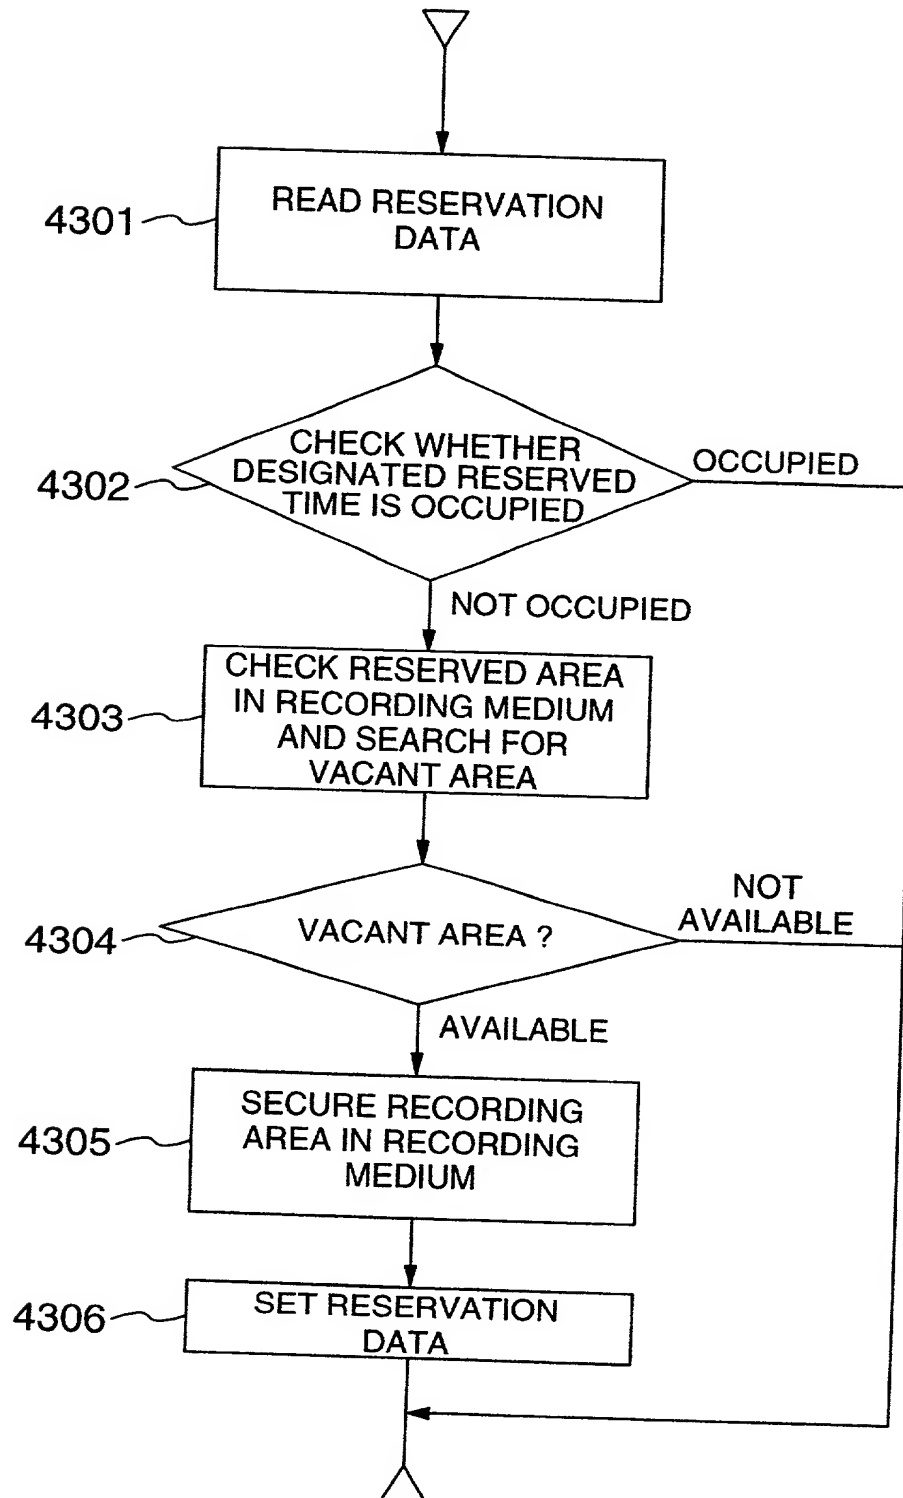 4301
READ RESERVATION
DATA
4302
CHECK WHETHER
DESIGNATED RESERVED
TIME IS OCCUPIED
OCCUPIED
NOT OCCUPIED
4303
CHECK RESERVED AREA
IN RECORDING MEDIUM
AND SEARCH FOR
VACANT AREA
4304
VACANT AREA ?
NOT
AVAILABLE
AVAILABLE
4305
SECURE RECORDING
AREA IN RECORDING
MEDIUM
4306
SET RESERVATION
DATA